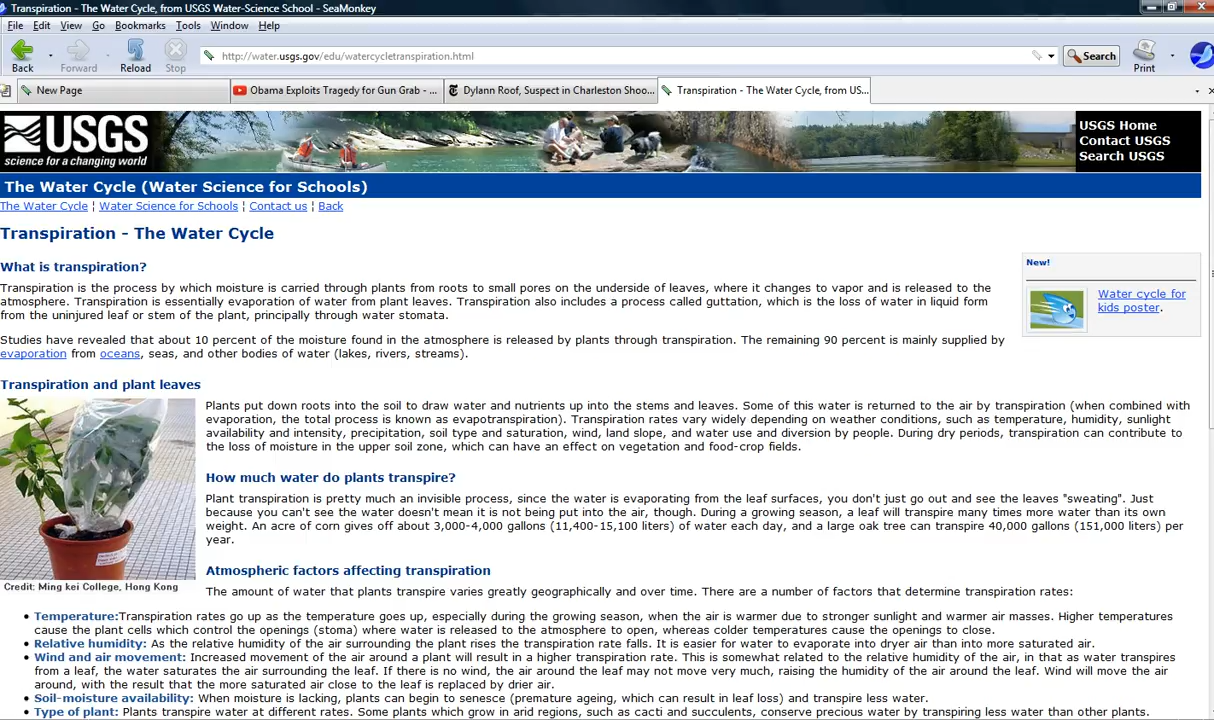 Transpiration - The Water Cycle, from USGS Water-Science School - SeaMonkey
File Edit View Go Bookmarks Tools Window Help
Back Forward Reload Stop http://water.usgs.gov/edu/watercycletranspiration.html Search Print
New Page Obama Exploits Tragedy for Gun Grab - ... Dylann Roof, Suspect in Charleston Shoo... Transpiration - The Water Cycle, from US...
USGS
science for a changing world
USGS Home
Contact USGS
Search USGS
The Water Cycle (Water Science for Schools)
The Water Cycle ¦ Water Science for Schools ¦ Contact us ¦ Back
Transpiration - The Water Cycle
What is transpiration?
Transpiration is the process by which moisture is carried through plants from roots to small pores on the underside of leaves, where it changes to vapor and is released to the
atmosphere. Transpiration is essentially evaporation of water from plant leaves. Transpiration also includes a process called guttation, which is the loss of water in liquid form
from the uninjured leaf or stem of the plant, principally through water stomata.
Studies have revealed that about 10 percent of the moisture found in the atmosphere is released by plants through transpiration. The remaining 90 percent is mainly supplied by
evaporation from oceans, seas, and other bodies of water (lakes, rivers, streams).
New!
Water cycle for
kids poster.
Transpiration and plant leaves
Plants put down roots into the soil to draw water and nutrients up into the stems and leaves. Some of this water is returned to the air by transpiration (when combined with
evaporation, the total process is known as evapotranspiration). Transpiration rates vary widely depending on weather conditions, such as temperature, humidity, sunlight
availability and intensity, precipitation, soil type and saturation, wind, land slope, and water use and diversion by people. During dry periods, transpiration can contribute to
the loss of moisture in the upper soil zone, which can have an effect on vegetation and food-crop fields.
How much water do plants transpire?
Plant transpiration is pretty much an invisible process, since the water is evaporating from the leaf surfaces, you don't just go out and see the leaves "sweating". Just
because you can't see the water doesn't mean it is not being put into the air, though. During a growing season, a leaf will transpire many times more water than its own
weight. An acre of corn gives off about 3,000-4,000 gallons (11,400-15,100 liters) of water each day, and a large oak tree can transpire 40,000 gallons (151,000 liters) per
year.
Credit: Ming kei College, Hong Kong
Atmospheric factors affecting transpiration
The amount of water that plants transpire varies greatly geographically and over time. There are a number of factors that determine transpiration rates:
• Temperature:Transpiration rates go up as the temperature goes up, especially during the growing season, when the air is warmer due to stronger sunlight and warmer air masses. Higher temperatures
cause the plant cells which control the openings (stoma) where water is released to the atmosphere to open, whereas colder temperatures cause the openings to close.
• Relative humidity: As the relative humidity of the air surrounding the plant rises the transpiration rate falls. It is easier for water to evaporate into dryer air than into more saturated air.
• Wind and air movement: Increased movement of the air around a plant will result in a higher transpiration rate. This is somewhat related to the relative humidity of the air, in that as water transpires
from a leaf, the water saturates the air surrounding the leaf. If there is no wind, the air around the leaf may not move very much, raising the humidity of the air around the leaf. Wind will move the air
around, with the result that the more saturated air close to the leaf is replaced by drier air.
• Soil-moisture availability: When moisture is lacking, plants can begin to senesce (premature ageing, which can result in leaf loss) and tranpire less water.
• Type of plant: Plants transpire water at different rates. Some plants which grow in arid regions, such as cacti and succulents, conserve precious water by transpiring less water than other plants.